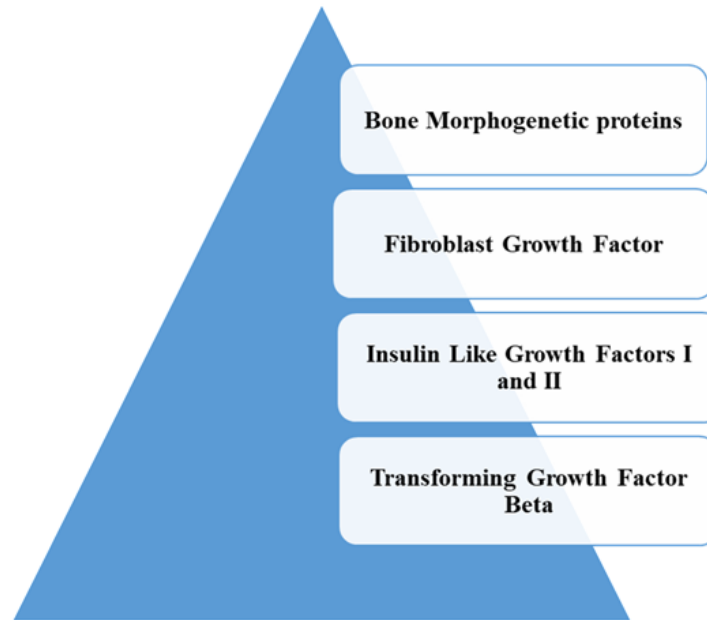 Bone Morphogenetic proteins
Fibroblast Growth Factor
Insulin Like Growth Factors I
and II
Transforming Growth Factor
Beta